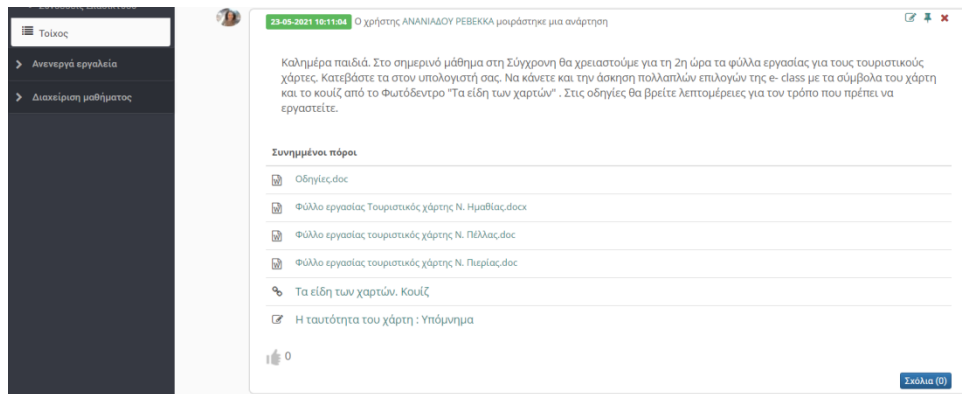 Τοίχος
Ανενεργά εργαλεία
Διαχείριση μαθήματος
23-05-2021 10:11:04 Ο χρήστης ΑΝΑΝΙΑΔΟΥ ΡΕΒΕΚΚΑ μοιράστηκε μια ανάρτηση
Καλημέρα παιδιά. Στο σημερινό μάθημα στη Σύγχρονη θα χρειαστούμε για τη 2η ώρα τα φύλλα εργασίας για τους τουριστικούς
χάρτες. Κατεβάστε τα στον υπολογιστή σας. Να κάνετε και την άσκηση πολλαπλών επιλογών της e- class με τα σύμβολα του χάρτη
και το κουίζ από το Φωτόδεντρο "Τα είδη των χαρτών" . Στις οδηγίες θα βρείτε λεπτομέρειες για τον τρόπο που πρέπει να
εργαστείτε.
Συνημμένοι πόροι
Οδηγίες.doc
Φύλλο εργασίας Τουριστικός χάρτης Ν. Ημαθίας.docx
Φύλλο εργασίας τουριστικός χάρτης Ν. Πέλλας.doc
Φύλλο εργασίας τουριστικός χάρτης Ν. Πιερίας.doc
Τα είδη των χαρτών. Κουίζ
Η ταυτότητα του χάρτη : Υπόμνημα
0
Σχόλια (0)